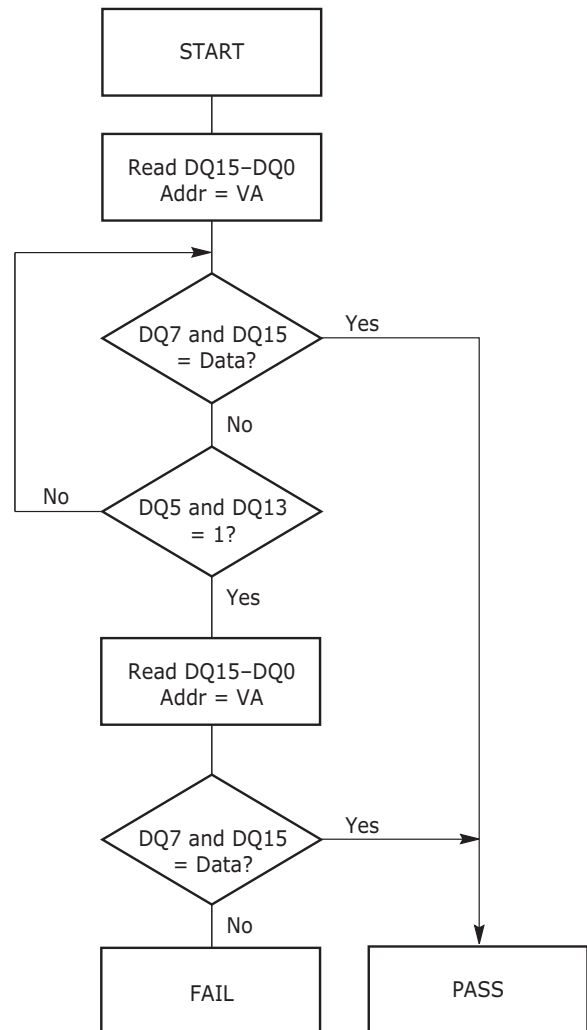 START
Read DQ15–DQ0
Addr = VA
DQ7 and DQ15
= Data?
Yes
No
DQ5 and DQ13
= 1?
No
Yes
Read DQ15–DQ0
Addr = VA
DQ7 and DQ15
= Data?
Yes
No
FAIL
PASS